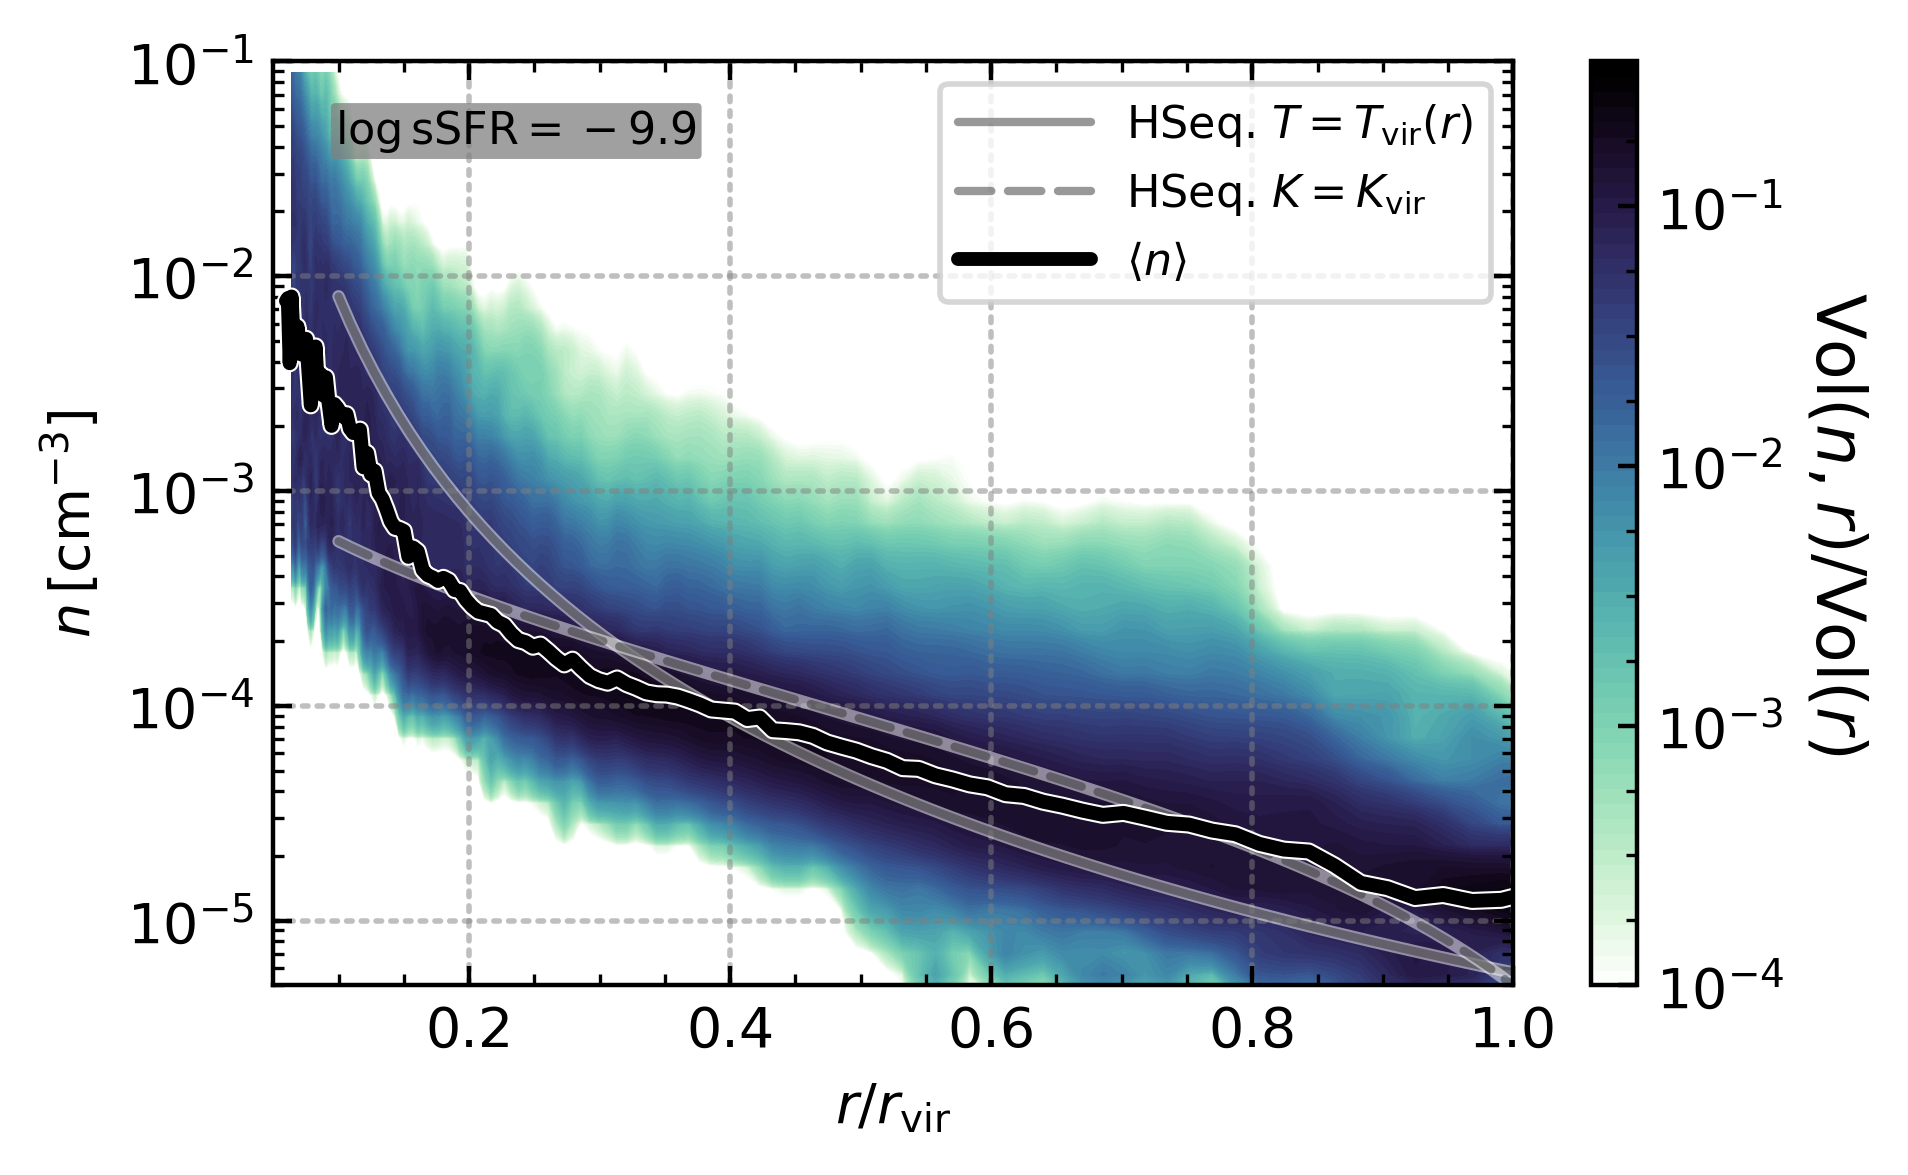 10⁻¹
10⁻²
10⁻³
10⁻⁴
10⁻⁵
n [cm⁻³]
log sSFR = −9.9
HSeq. T = T_vir(r)
HSeq. K = K_vir
⟨n⟩
0.2 0.4 0.6 0.8 1.0
r/r_vir
10⁻¹
10⁻²
10⁻³
10⁻⁴
Vol(n, r)/Vol(r)